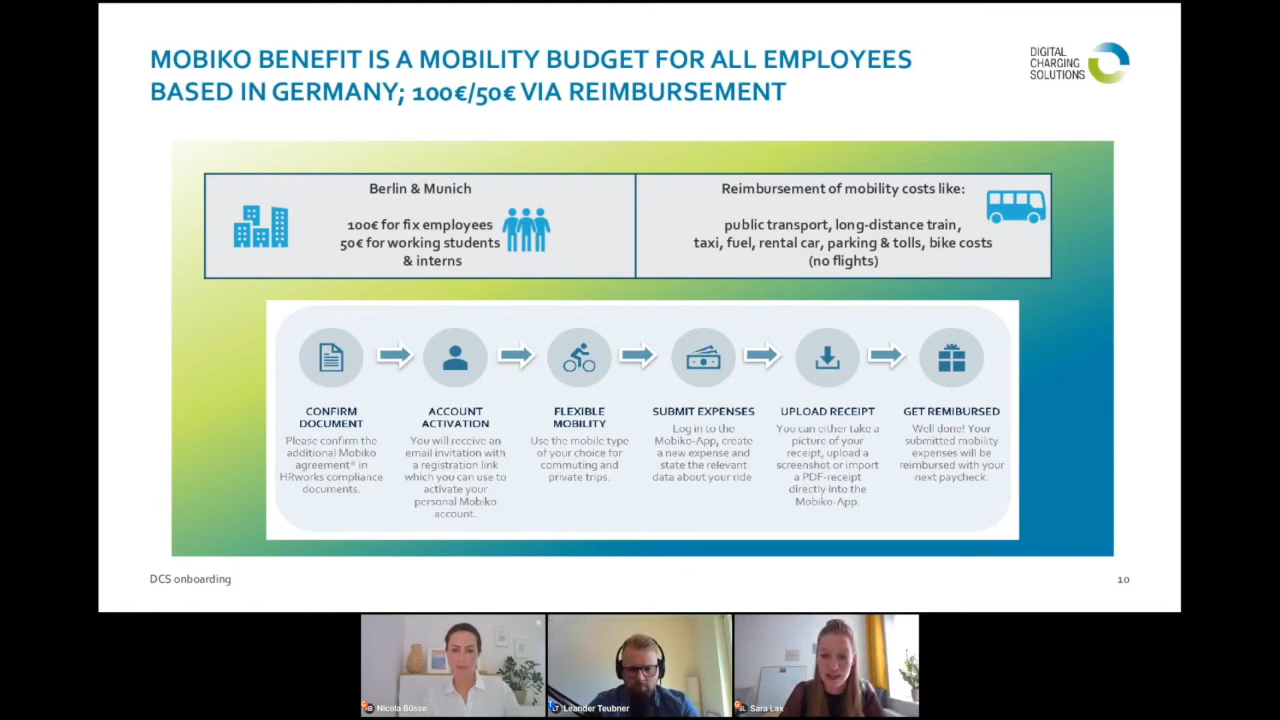 MOBIKO BENEFIT IS A MOBILITY BUDGET FOR ALL EMPLOYEES
BASED IN GERMANY; 100€/50€ VIA REIMBURSEMENT
DIGITAL
CHARGING
SOLUTIONS
Berlin & Munich
100€ for fix employees
50€ for working students
& interns
Reimbursement of mobility costs like:
public transport, long-distance train,
taxi, fuel, rental car, parking & tolls, bike costs
(no flights)
CONFIRM
DOCUMENT
Please confirm the
additional Mobiko
agreement* in
HRworks compliance
documents.
ACCOUNT
ACTIVATION
You will receive an
email invitation with
a registration link
which you can use to
activate your
personal Mobiko
account.
FLEXIBLE
MOBILITY
Use the mobile type
of your choice for
commuting and
private trips.
SUBMIT EXPENSES
Log in to the
Mobiko-App, create
a new expense and
state the relevant
data about your ride.
UPLOAD RECEIPT
You can either take a
picture of your
receipt, upload a
screenshot or import
a PDF-receipt
directly into the
Mobiko-App.
GET REMIBURSED
Well done! Your
submitted mobility
expenses will be
reimbursed with your
next paycheck.
DCS onboarding
10
Nicola Büsse
Leander Teubner
Sara Lax